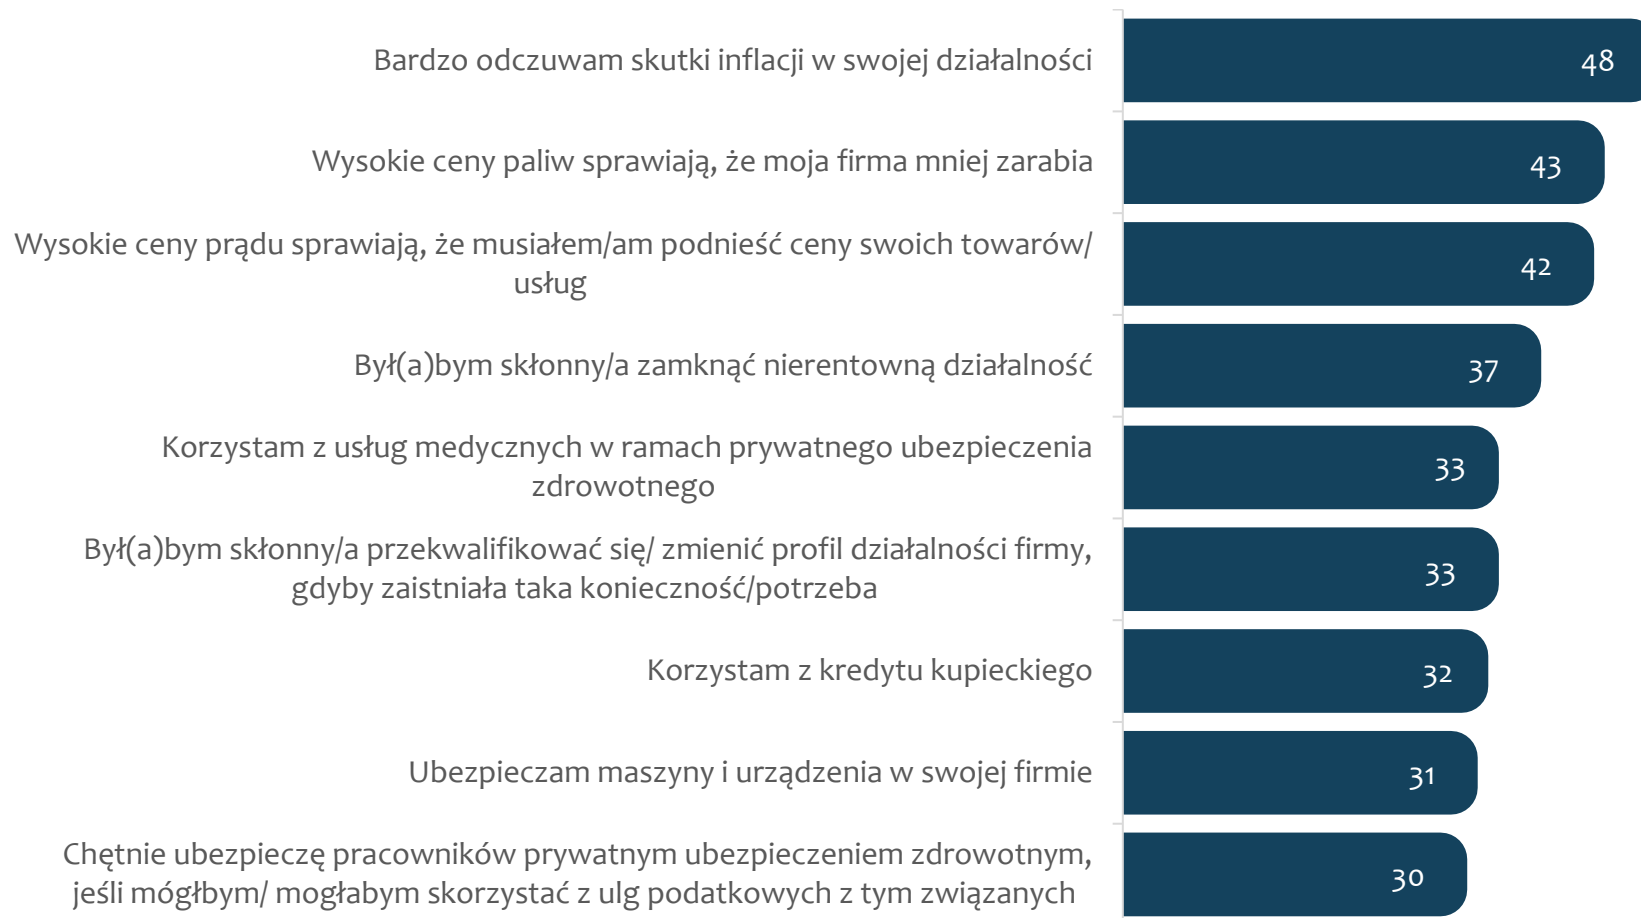 Bardzo odczuwam skutki inflacji w swojej działalności
48
Wysokie ceny paliw sprawiają, że moja firma mniej zarabia
43
Wysokie ceny prądu sprawiają, że musiałem/am podnieść ceny swoich towarów/
usług
42
Był(a)bym skłonny/a zamknąć nierentowną działalność
37
Korzystam z usług medycznych w ramach prywatnego ubezpieczenia
zdrowotnego
33
Był(a)bym skłonny/a przekwalifikować się/ zmienić profil działalności firmy,
gdyby zaistniała taka konieczność/potrzeba
33
Korzystam z kredytu kupieckiego
32
Ubezpieczam maszyny i urządzenia w swojej firmie
31
Chętnie ubezpieczę pracowników prywatnym ubezpieczeniem zdrowotnym,
jeśli mógłbym/ mogłabym skorzystać z ulg podatkowych z tym związanych
30